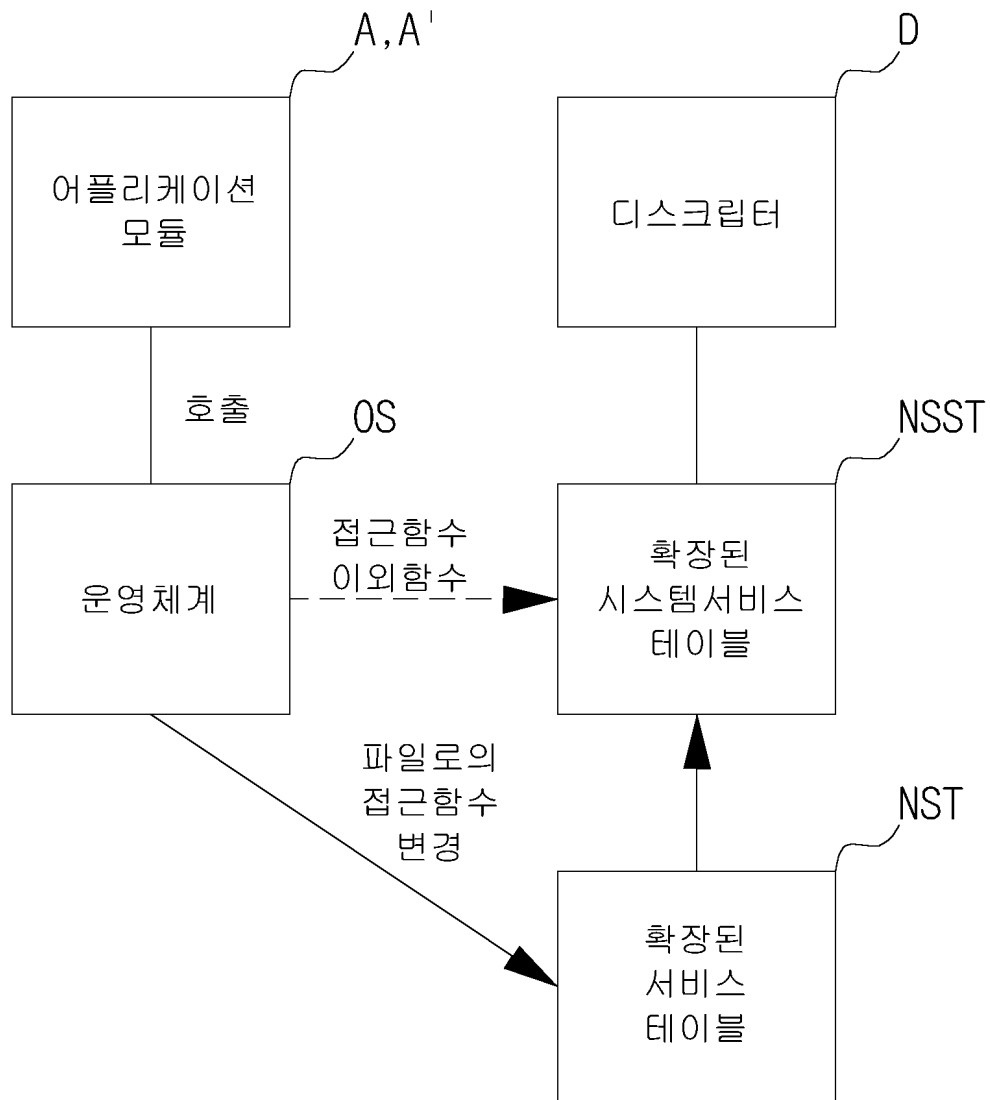 A,A'
D
어플리케이션
모듈
디스크립터
호출
OS
NSST
운영체계
접근함수
이외함수
확장된
시스템서비스
테이블
파일로의
접근함수
변경
NST
확장된
서비스
테이블